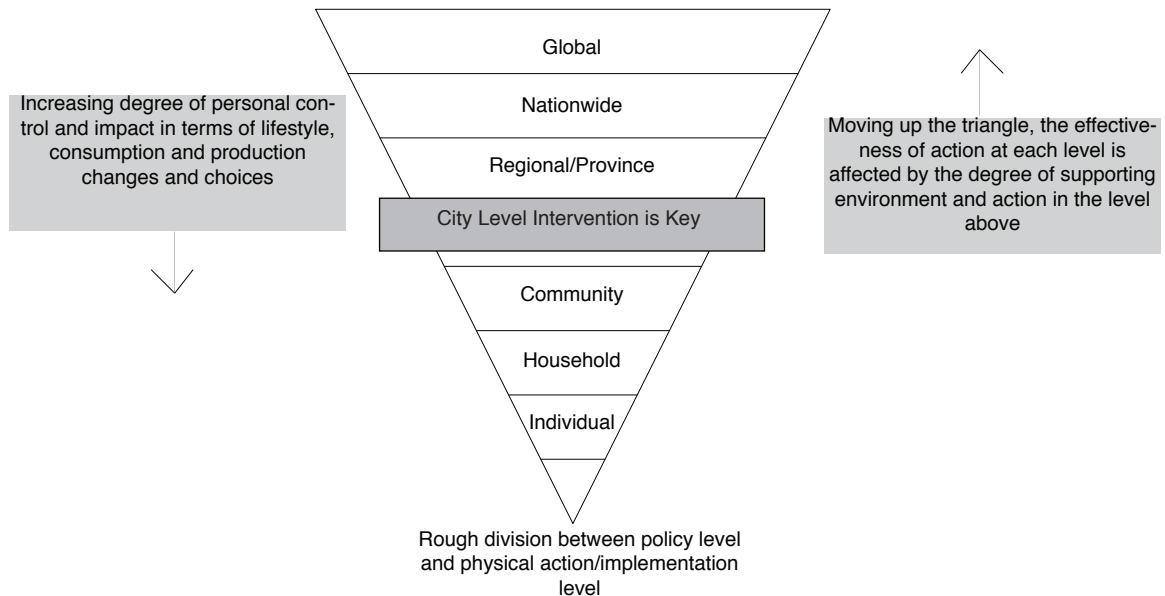 Global
Nationwide
Regional/Province
City Level Intervention is Key
Community
Household
Individual
Increasing degree of personal con-
trol and impact in terms of lifestyle,
consumption and production
changes and choices
Moving up the triangle, the effective-
ness of action at each level is
affected by the degree of supporting
environment and action in the level
above
Rough division between policy level
and physical action/implementation
level